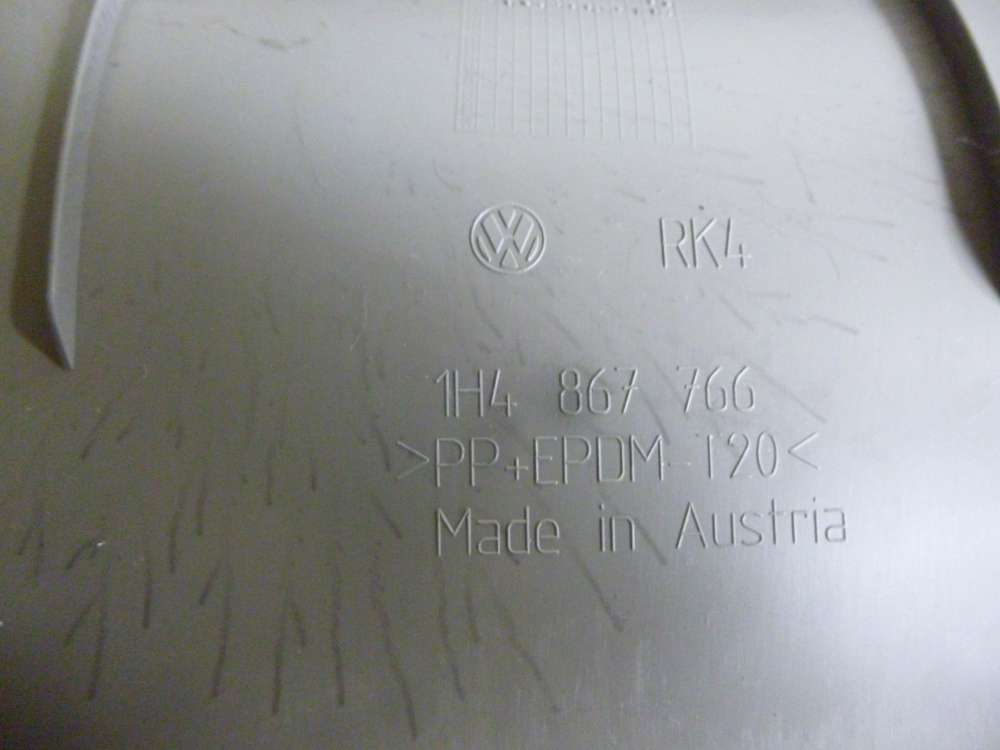 RK4
1H4 867 766
>PP+EPDM-T20<
Made in Austria